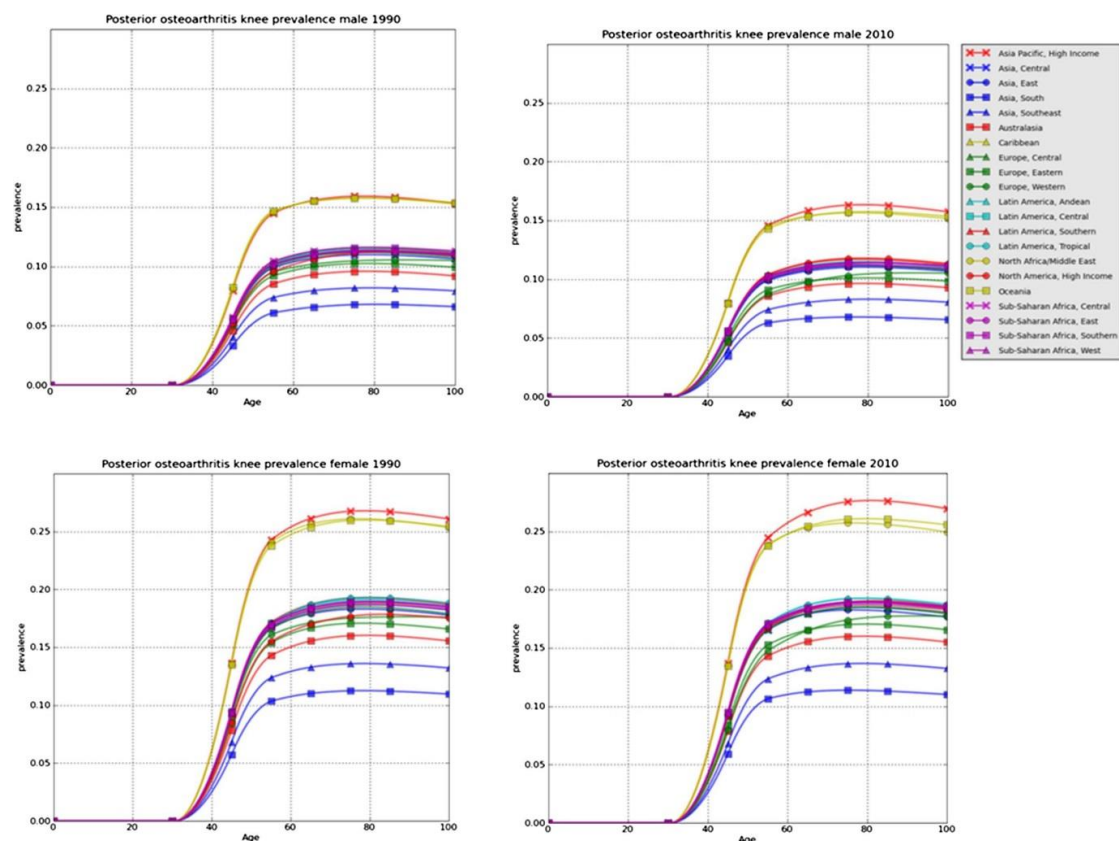 Posterior osteoarthritis knee prevalence male 1990
0.25
0.20
0.15
0.10
0.05
0.00
prevalence
0 20 40 60 80 100
Age
Posterior osteoarthritis knee prevalence male 2010
0.25
0.20
0.15
0.10
0.05
0.00
prevalence
0 20 40 60 80 100
Age
Asia Pacific, High Income
Asia, Central
Asia, East
Asia, South
Asia, Southeast
Australasia
Caribbean
Europe, Central
Europe, Eastern
Europe, Western
Latin America, Andean
Latin America, Central
Latin America, Southern
Latin America, Tropical
North Africa/Middle East
North America, High Income
Oceania
Sub-Saharan Africa, Central
Sub-Saharan Africa, East
Sub-Saharan Africa, Southern
Sub-Saharan Africa, West
Posterior osteoarthritis knee prevalence female 1990
0.25
0.20
0.15
0.10
0.05
0.00
prevalence
0 20 40 60 80 100
Age
Posterior osteoarthritis knee prevalence female 2010
0.25
0.20
0.15
0.10
0.05
0.00
prevalence
0 20 40 60 80 100
Age